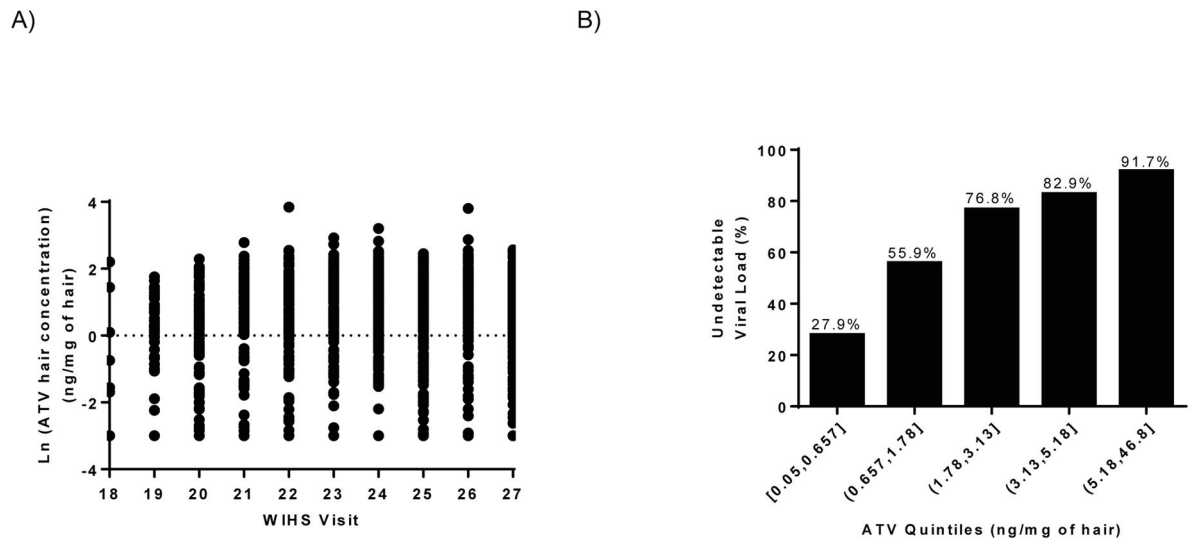 A)
B)
Ln (ATV hair concentration)
(ng/mg of hair)
4
2
0
-2
-4
18 19 20 21 22 23 24 25 26 27
WIHS Visit
Undetectable
Viral Load (%)
100
80
60
40
20
0
27.9%
55.9%
76.8%
82.9%
91.7%
[0.05,0.657]
(0.657,1.78]
(1.78,3.13]
(3.13,5.18]
(5.18,46.8]
ATV Quintiles (ng/mg of hair)